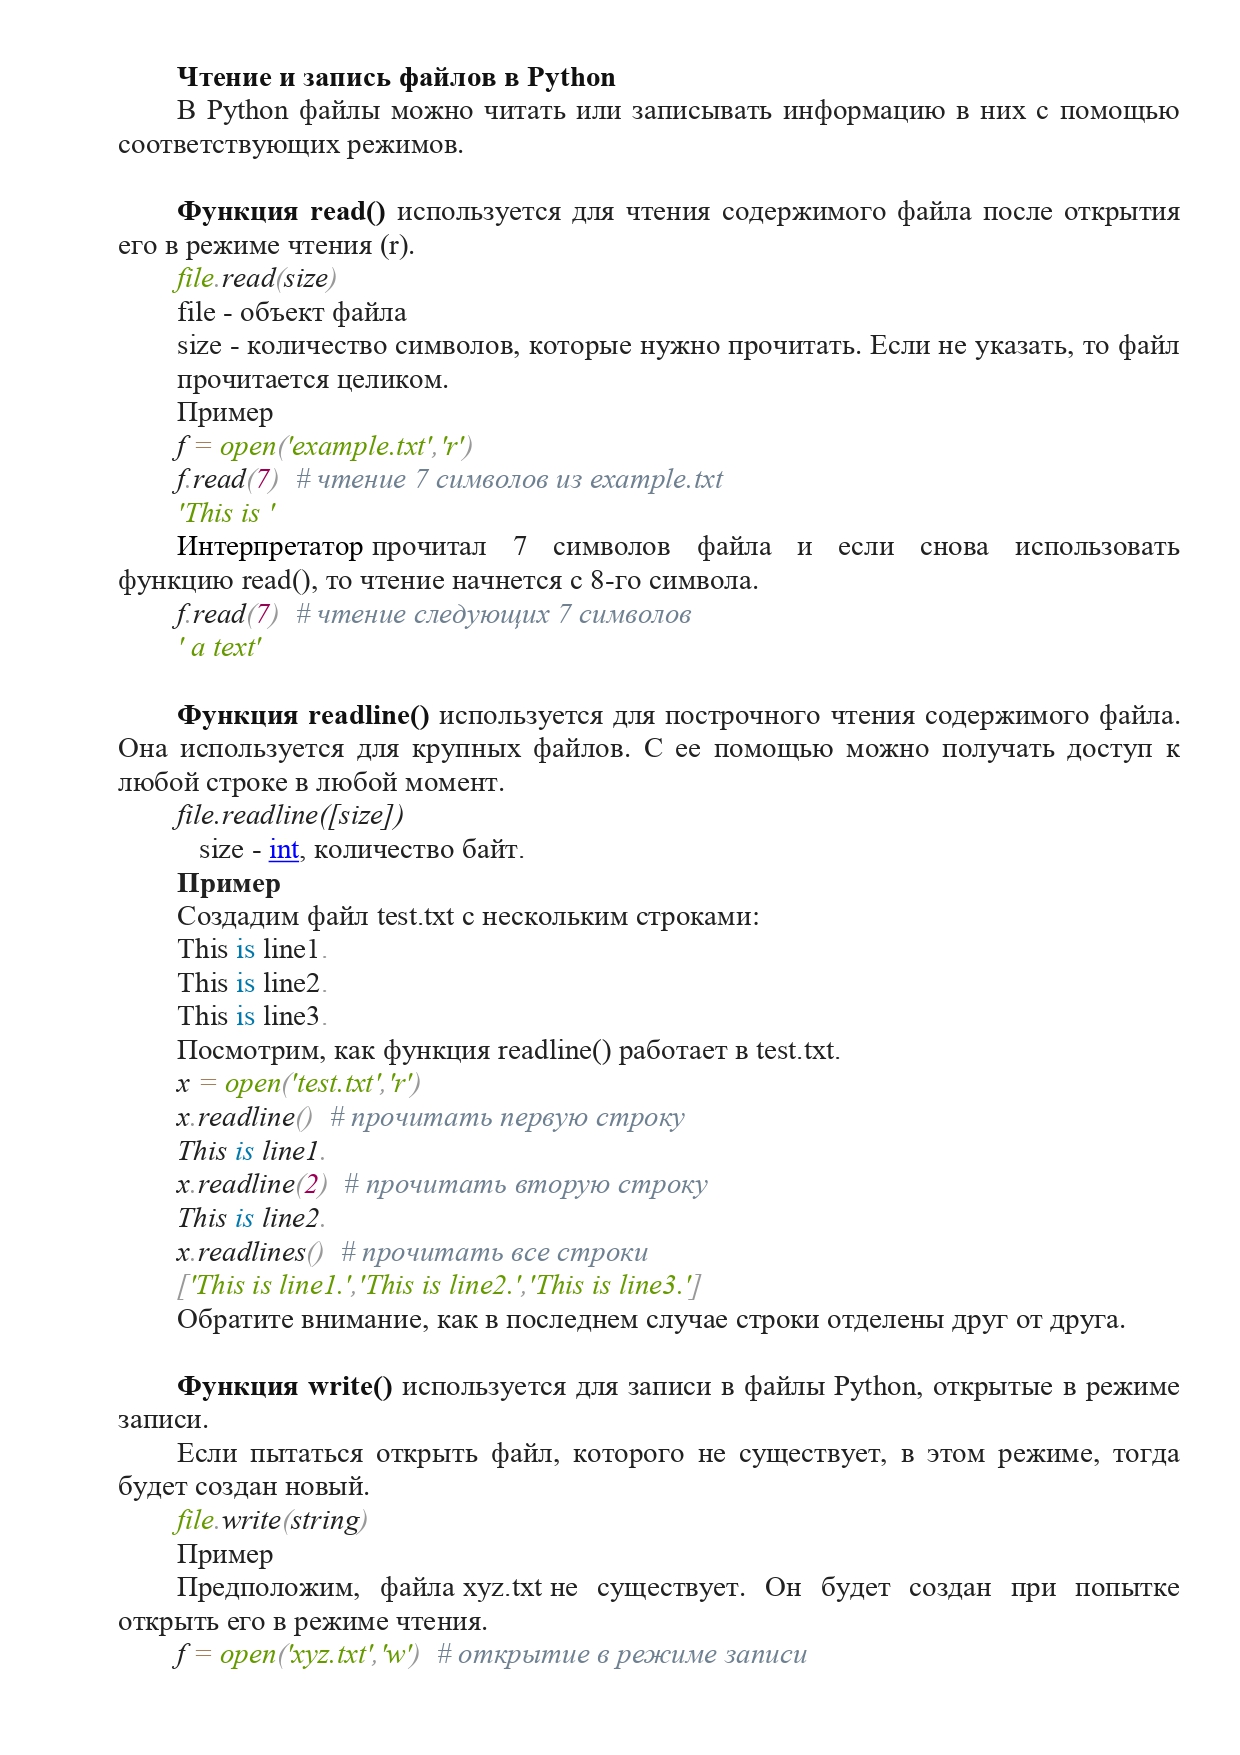 Чтение и запись файлов в Python
В Python файлы можно читать или записывать информацию в них с помощью
соответствующих режимов.
Функция read() используется для чтения содержимого файла после открытия
его в режиме чтения (r).
file.read(size)
file - объект файла
size - количество символов, которые нужно прочитать. Если не указать, то файл
прочитается целиком.
Пример
f = open('example.txt','r')
f.read(7)  # чтение 7 символов из example.txt
'This is '
Интерпретатор прочитал 7 символов файла и если снова использовать
функцию read(), то чтение начнется с 8-го символа.
f.read(7)  # чтение следующих 7 символов
' a text'
Функция readline() используется для построчного чтения содержимого файла.
Она используется для крупных файлов. С ее помощью можно получать доступ к
любой строке в любой момент.
file.readline([size])
size - int, количество байт.
Пример
Создадим файл test.txt с нескольким строками:
This is line1.
This is line2.
This is line3.
Посмотрим, как функция readline() работает в test.txt.
x = open('test.txt','r')
x.readline()  # прочитать первую строку
This is line1.
x.readline(2)  # прочитать вторую строку
This is line2.
x.readlines()  # прочитать все строки
['This is line1.','This is line2.','This is line3.']
Обратите внимание, как в последнем случае строки отделены друг от друга.
Функция write() используется для записи в файлы Python, открытые в режиме
записи.
Если пытаться открыть файл, которого не существует, в этом режиме, тогда
будет создан новый.
file.write(string)
Пример
Предположим, файла xyz.txt не существует. Он будет создан при попытке
открыть его в режиме чтения.
f = open('xyz.txt','w')  # открытие в режиме записи